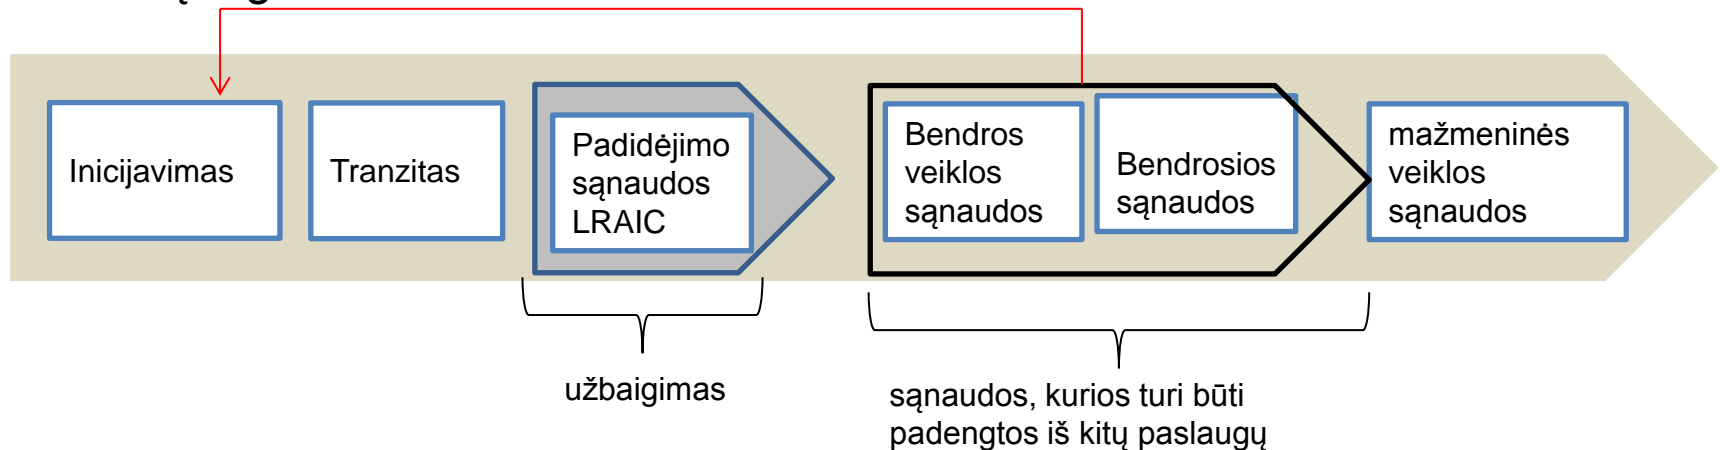 Inicijavimas
Tranzitas
Padidėjimo
sąnaudos
LRAIC
Bendros
veiklos
sąnaudos
Bendrosios
sąnaudos
mažmeninės
veiklos
sąnaudos
užbaigimas
sąnaudos, kurios turi būti
padengtos iš kitų paslaugų